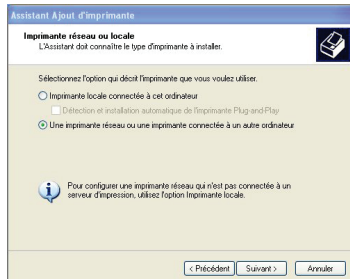 Assistant Ajout d'imprimante
Imprimante réseau ou locale
L'Assistant doit connaître le type d'imprimante à installer.
Sélectionnez l'option qui décrit l'imprimante que vous voulez utiliser.
Imprimante locale connectée à cet ordinateur
Détection et installation automatique de l'imprimante Plug-and-Play
Une imprimante réseau ou une imprimante connectée à un autre ordinateur
Pour configurer une imprimante réseau qui n'est pas connectée à un
serveur d'impression, utilisez l'option Imprimante locale.
< Précédent Suivant > Annuler